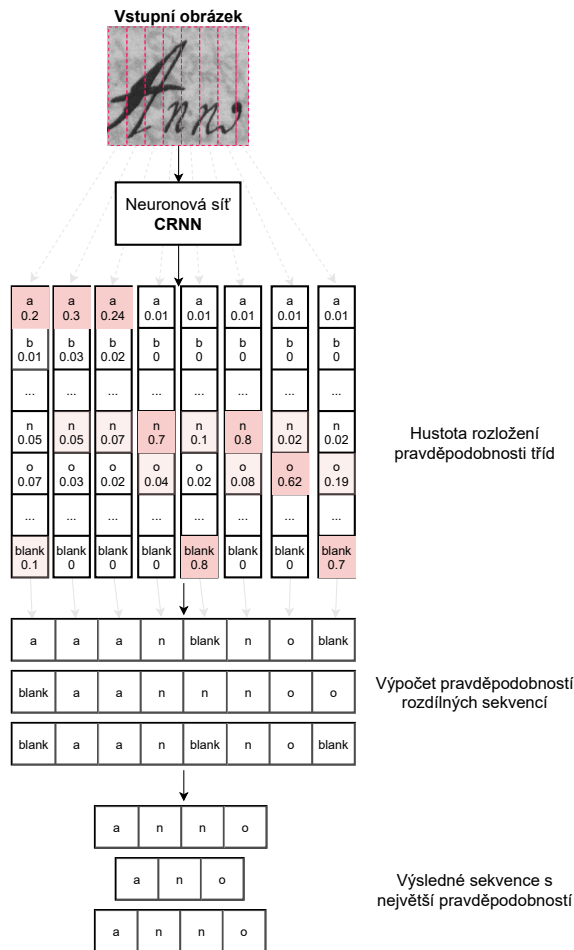 Vstupní obrázek
Anno
Neuronová síť
CRNN
a a a a a a a a
0.2 0.3 0.24 0.01 0.01 0.01 0.01 0.01
b b b b b b b b
0.01 0.03 0.02 0 0 0 0 0
... ... ... ... ... ... ... ...
n n n n n n n n
0.05 0.05 0.07 0.7 0.1 0.8 0.02 0.02
o o o o o o o o
0.07 0.03 0.02 0.04 0.02 0.08 0.62 0.19
... ... ... ... ... ... ... ...
blank blank blank blank blank blank blank blank
0.1 0 0 0 0.8 0 0 0.7
Hustota rozložení
pravděpodobnosti tříd
a a a n blank n o blank
blank a a n n n o o
blank a a n blank n o blank
Výpočet pravděpodobností
rozdílných sekvencí
a n n o
a n o
a n n o
Výsledné sekvence s
největší pravděpodobností